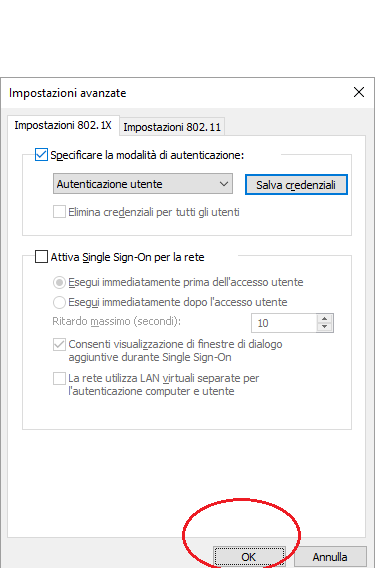 Impostazioni avanzate
Impostazioni 802.1X
Impostazioni 802.11
Specificare la modalità di autenticazione:
Autenticazione utente
Salva credenziali
Elimina credenziali per tutti gli utenti
Attiva Single Sign-On per la rete
Esegui immediatamente prima dell'accesso utente
Esegui immediatamente dopo l'accesso utente
Ritardo massimo (secondi):
10
Consenti visualizzazione di finestre di dialogo
aggiuntive durante Single Sign-On
La rete utilizza LAN virtuali separate per
l'autenticazione computer e utente
OK
Annulla